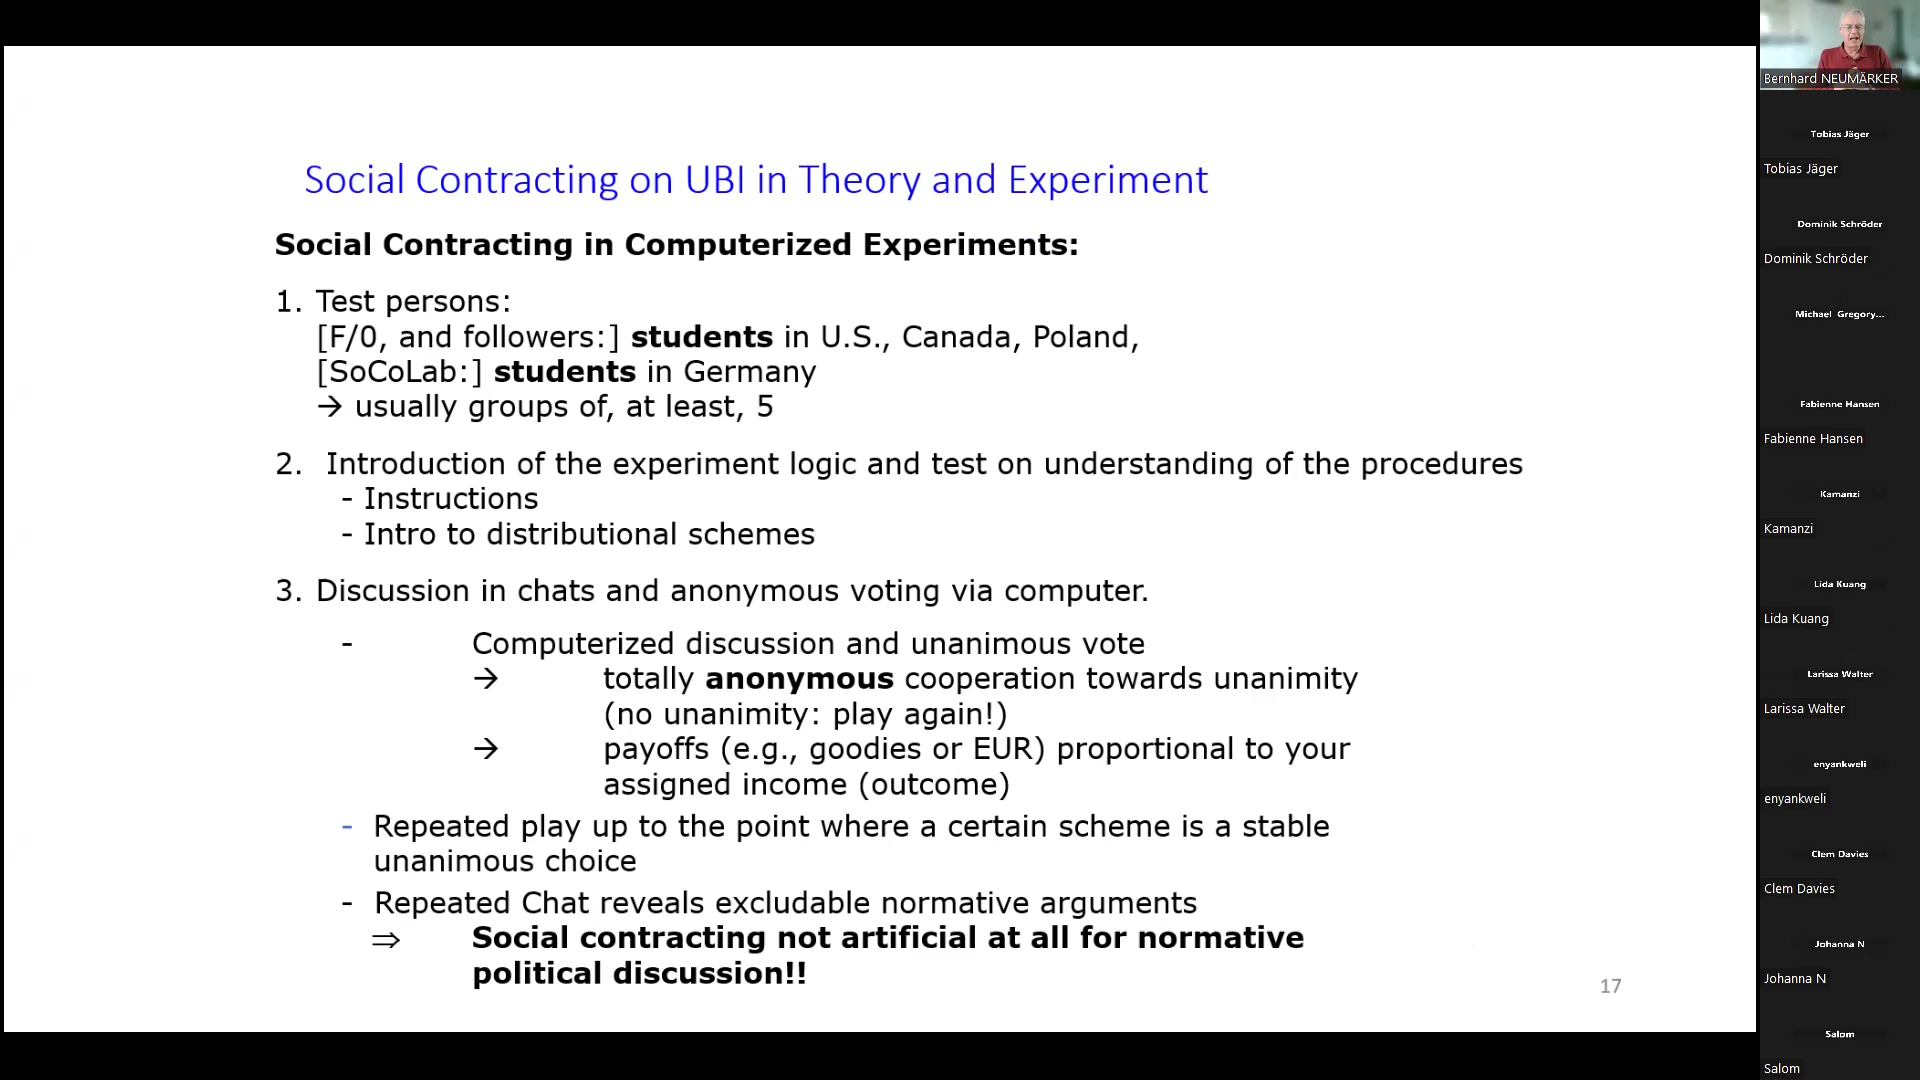 Social Contracting on UBI in Theory and Experiment
Social Contracting in Computerized Experiments:
1. Test persons:
[F/0, and followers:] students in U.S., Canada, Poland,
[SoCoLab:] students in Germany
→ usually groups of, at least, 5
2. Introduction of the experiment logic and test on understanding of the procedures
- Instructions
- Intro to distributional schemes
3. Discussion in chats and anonymous voting via computer.
- Computerized discussion and unanimous vote
→ totally anonymous cooperation towards unanimity
(no unanimity: play again!)
→ payoffs (e.g., goodies or EUR) proportional to your
assigned income (outcome)
- Repeated play up to the point where a certain scheme is a stable
unanimous choice
- Repeated Chat reveals excludable normative arguments
⇒ Social contracting not artificial at all for normative
political discussion!!
17
Bernhard NEUMÄRKER
Tobias Jäger
Tobias Jäger
Dominik Schröder
Dominik Schröder
Michael Gregory...
Fabienne Hansen
Fabienne Hansen
Kamanzi
Kamanzi
Lida Kuang
Lida Kuang
Larissa Walter
Larissa Walter
enyankweli
enyankweli
Clem Davies
Clem Davies
Johanna N
Johanna N
Salom
Salom